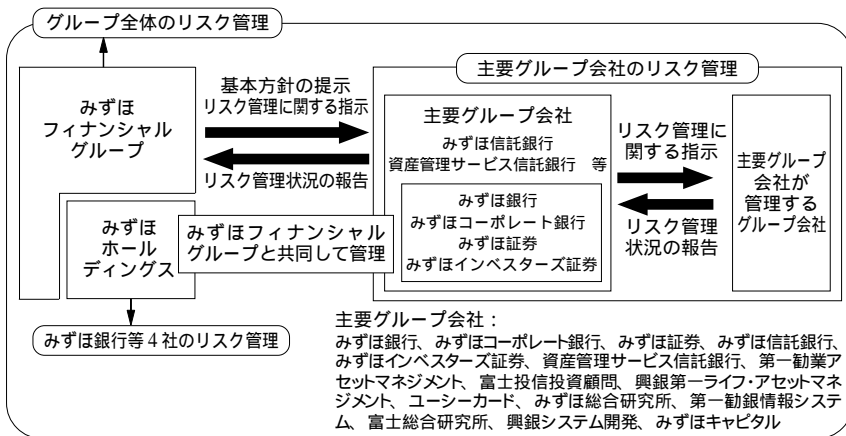 グループ全体のリスク管理
みずほ
フィナンシャル
グループ
基本方針の提示
リスク管理に関する指示
リスク管理状況の報告
みずほ
ホール
ディングス
みずほフィナンシャル
グループと共同して管理
みずほ銀行等4社のリスク管理
主要グループ会社のリスク管理
主要グループ会社
みずほ信託銀行
資産管理サービス信託銀行 等
みずほ銀行
みずほコーポレート銀行
みずほ証券
みずほインベスターズ証券
リスク管理に
関する指示
リスク管理
状況の報告
主要グループ
会社が
管理する
グループ会社
主要グループ会社：
みずほ銀行、みずほコーポレート銀行、みずほ証券、みずほ信託銀行、
みずほインベスターズ証券、資産管理サービス信託銀行、第一勧業ア
セットマネジメント、富士投信投資顧問、興銀第一ライフ・アセットマネ
ジメント、ユーシーカード、みずほ総合研究所、第一勧銀情報システ
ム、富士総合研究所、興銀システム開発、みずほキャピタル